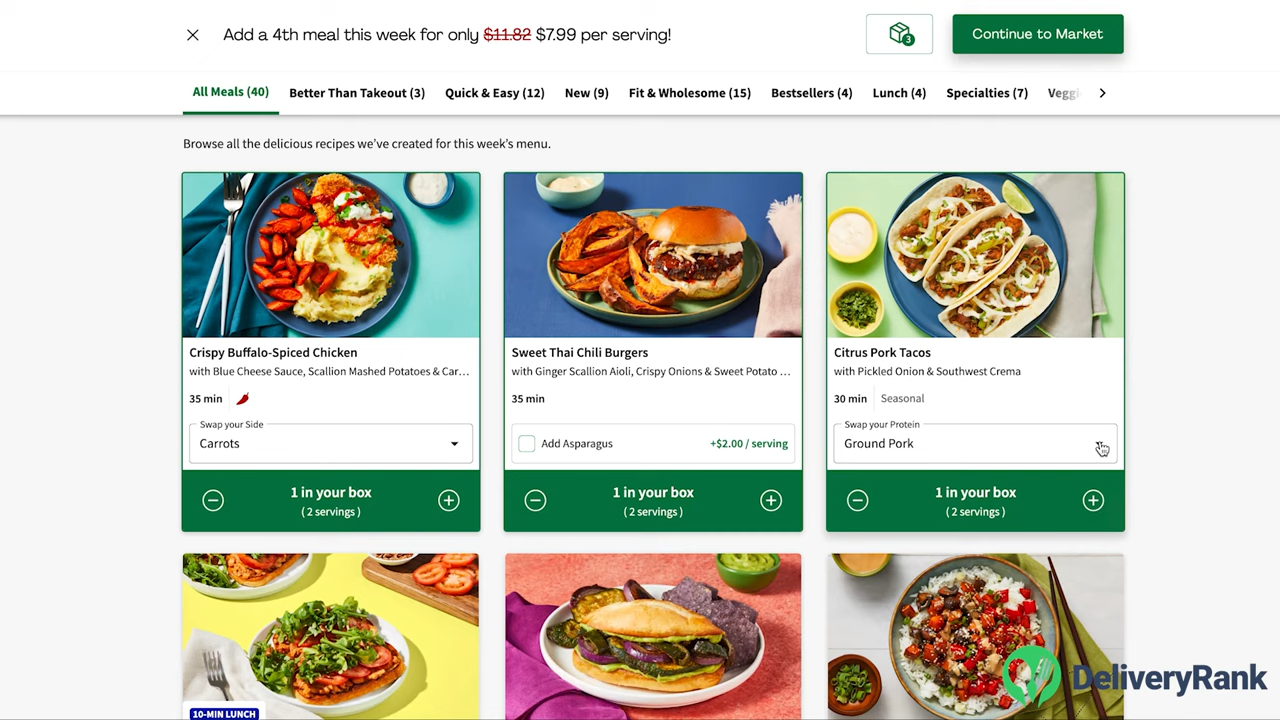 Add a 4th meal this week for only $11.82 $7.99 per serving!
3
Continue to Market
All Meals (40)
Better Than Takeout (3)
Quick & Easy (12)
New (9)
Fit & Wholesome (15)
Bestsellers (4)
Lunch (4)
Specialties (7)
Veggi
Browse all the delicious recipes we've created for this week's menu.
Crispy Buffalo-Spiced Chicken
with Blue Cheese Sauce, Scallion Mashed Potatoes & Car...
35 min
Swap your Side
Carrots
1 in your box
( 2 servings )
Sweet Thai Chili Burgers
with Ginger Scallion Aioli, Crispy Onions & Sweet Potato ...
35 min
Add Asparagus
+$2.00 / serving
1 in your box
( 2 servings )
Citrus Pork Tacos
with Pickled Onion & Southwest Crema
30 min
Seasonal
Swap your Protein
Ground Pork
1 in your box
( 2 servings )
10-MIN LUNCH
DeliveryRank